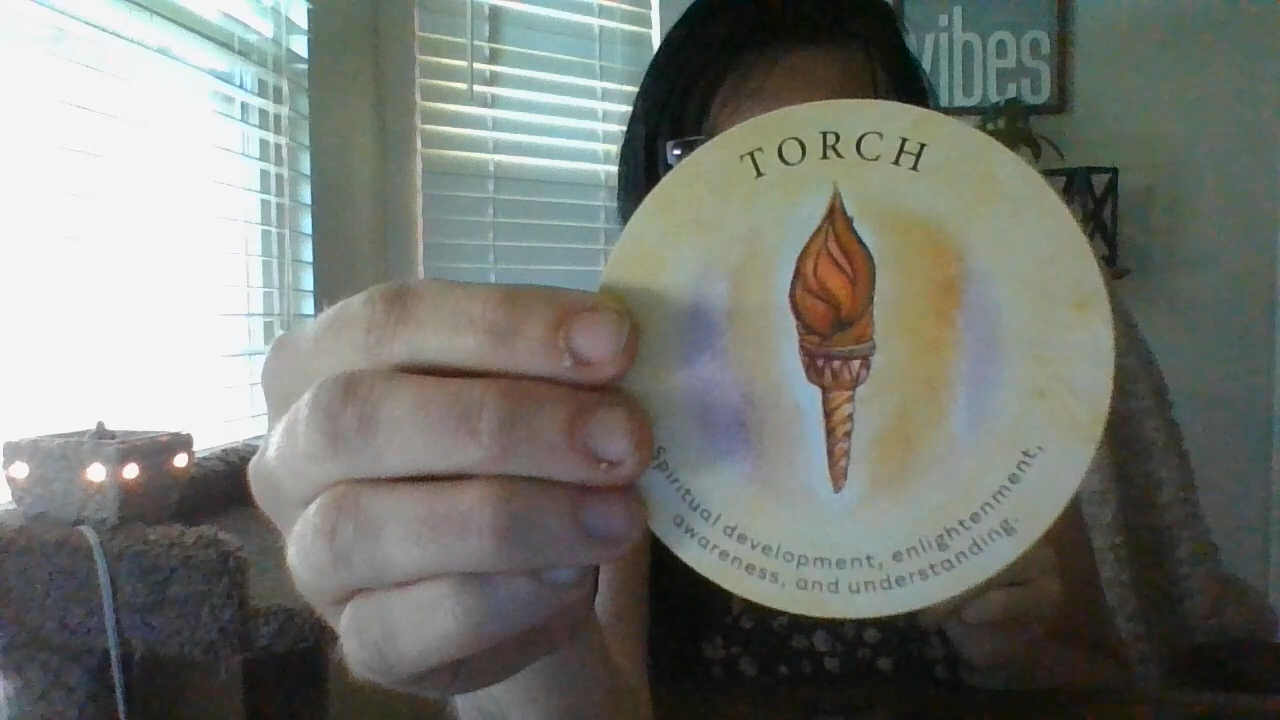 vibes
TORCH
Spiritual development, enlightenment,
awareness, and understanding.